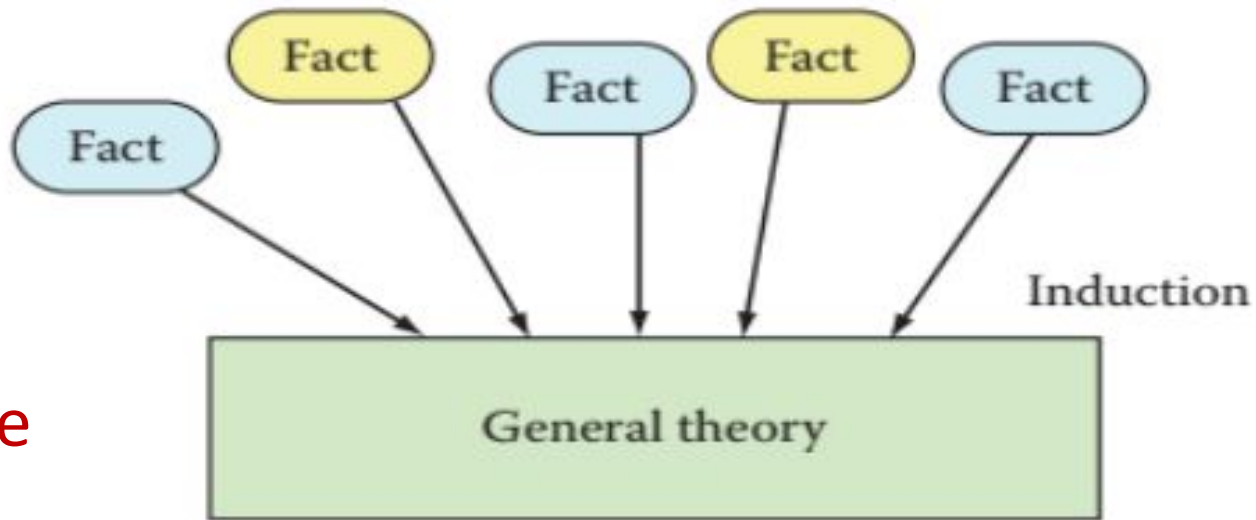 Fact
Fact
Fact
Fact
Fact
Induction
General theory
e